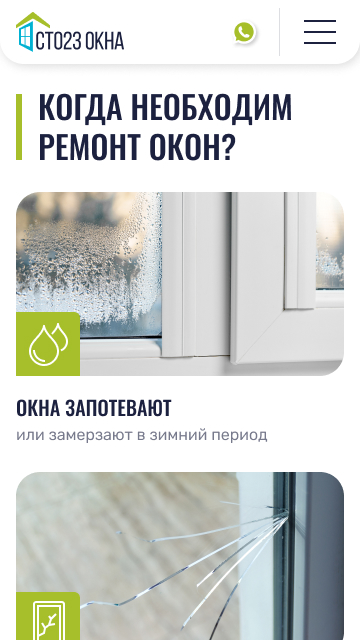 СТО23 ОКНА
КОГДА НЕОБХОДИМ
РЕМОНТ ОКОН?
ОКНА ЗАПОТЕВАЮТ
или замерзают в зимний период